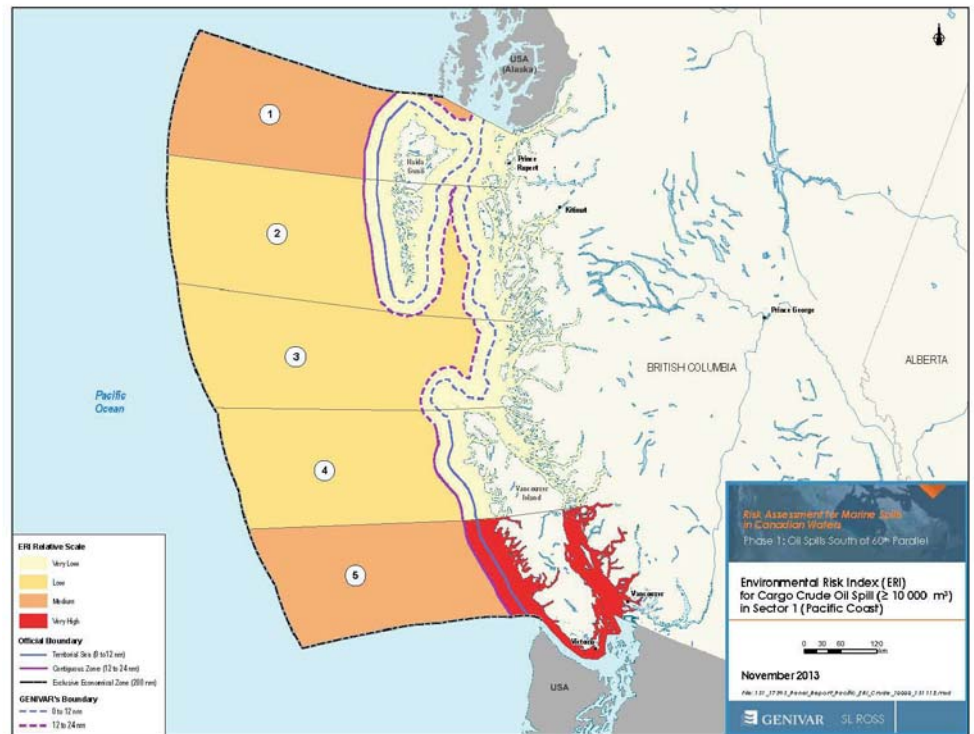 USA
(Alaska)
1
Haida
Gwaii
Prince
Rupert
Kitimat
2
Prince George
3
BRITISH COLUMBIA
ALBERTA
Pacific
Ocean
4
Vancouver
Island
5
Vancouver
Victoria
USA
ERI Relative Scale
Very Low
Low
Medium
Very High
Official Boundary
Territorial Sea (0 to 12 nm)
Contiguous Zone (12 to 24 nm)
Exclusive Economical Zone (200 nm)
GENIVAR's Boundary
0 to 12 nm
12 to 24 nm
Risk Assessment for Marine Spills
in Canadian Waters
Phase 1: Oil Spills South of 60th Parallel
Environmental Risk Index (ERI)
for Cargo Crude Oil Spill (≥ 10 000 m³)
in Sector 1 (Pacific Coast)
0 30 60 120
km
November 2013
GENIVAR SL ROSS